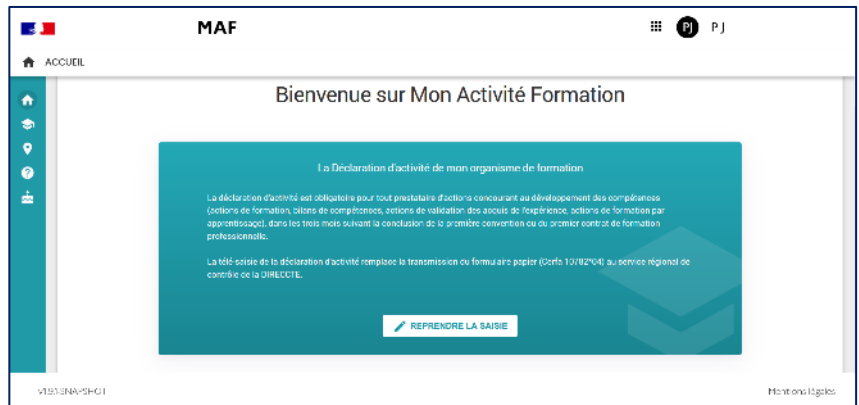 MAF
PJ PJ
ACCUEIL
Bienvenue sur Mon Activité Formation
La Déclaration d'activité de mon organisme de formation
La déclaration d'activité est obligatoire pour tout prestataire d'actions concourant au développement des compétences
(actions de formation, bilans de compétences, actions de validation des acquis de l'expérience, actions de formation par
apprentissage), dans les trois mois suivant la conclusion de la première convention ou du premier contrat de formation
professionnelle.
La télé-saisie de la déclaration d'activité remplace la transmission du formulaire papier (Cerfa 10782*04) au service régional de
contrôle de la DIRECCTE.
REPRENDRE LA SAISIE
v1.9.1-SNAPSHOT
Mentions légales